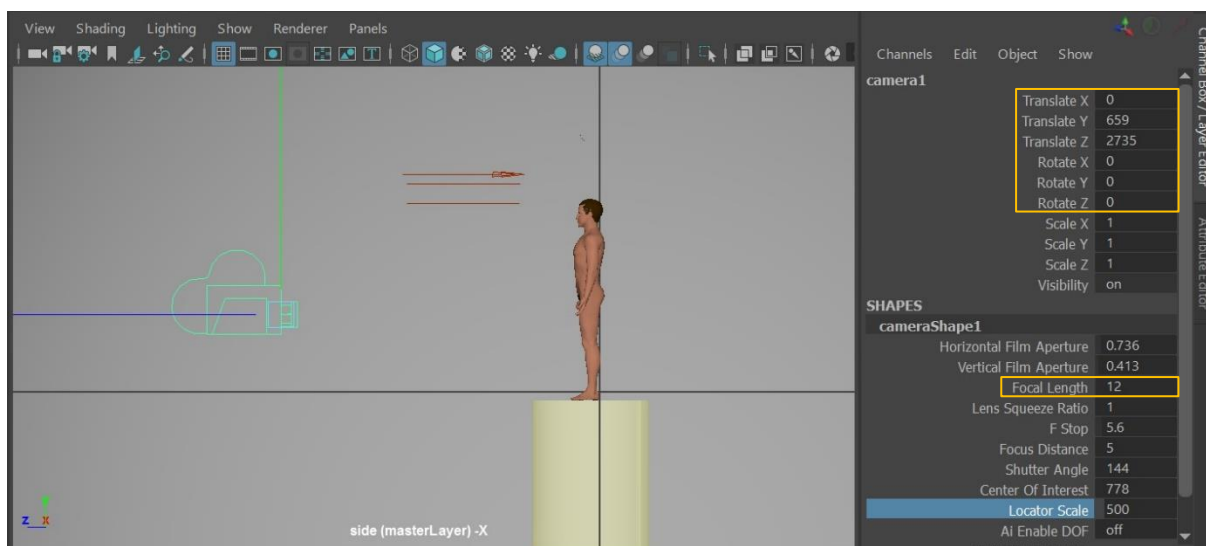 View Shading Lighting Show Renderer Panels
Channels Edit Object Show
camera1
Translate X 0
Translate Y 659
Translate Z 2735
Rotate X 0
Rotate Y 0
Rotate Z 0
Scale X 1
Scale Y 1
Scale Z 1
Visibility on
SHAPES
cameraShape1
Horizontal Film Aperture 0.736
Vertical Film Aperture 0.413
Focal Length 12
Lens Squeeze Ratio 1
F Stop 5.6
Focus Distance 5
Shutter Angle 144
Center Of Interest 778
Locator Scale 500
Ai Enable DOF off
Channel Box / Layer Editor
Attribute Editor
z x
side (masterLayer) -X